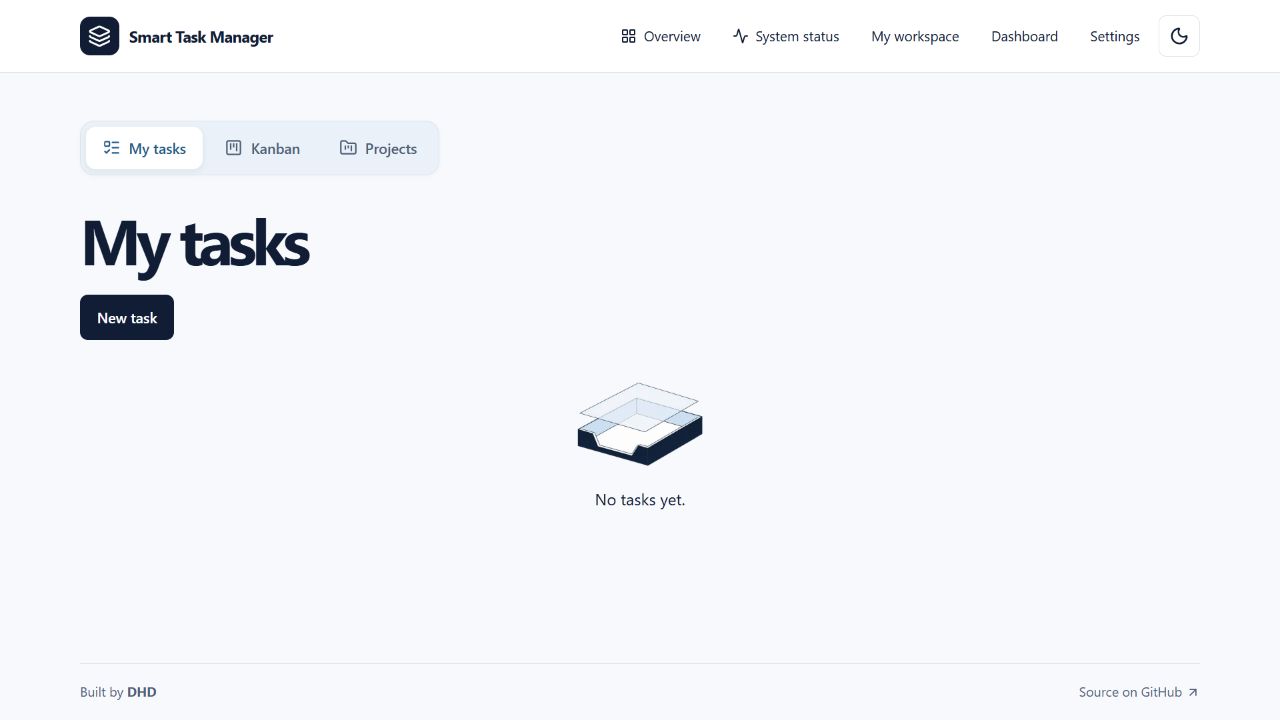 Smart Task Manager
Overview
System status
My workspace
Dashboard
Settings
My tasks
Kanban
Projects
My tasks
New task
No tasks yet.
Built by DHD
Source on GitHub